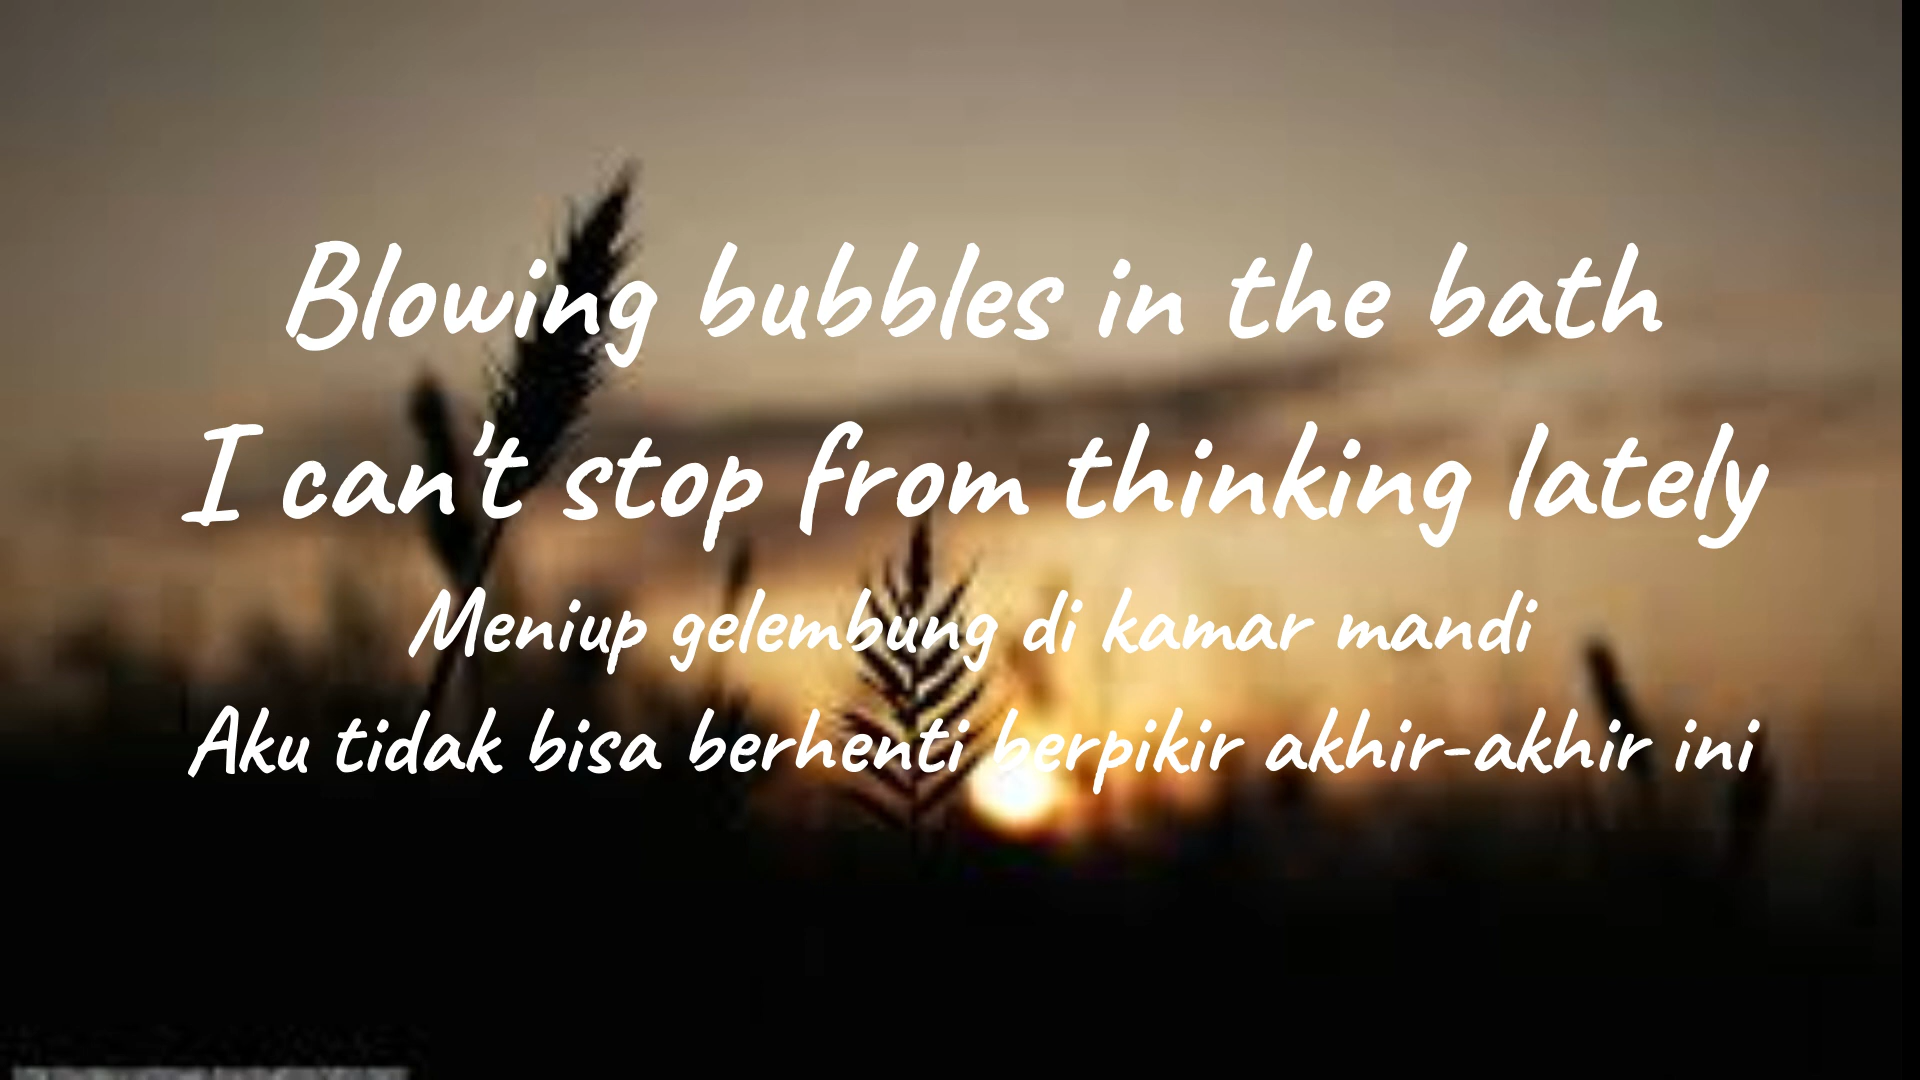 Blowing bubbles in the bath
I can't stop from thinking lately
Meniup gelembung di kamar mandi
Aku tidak bisa berhenti berpikir akhir-akhir ini